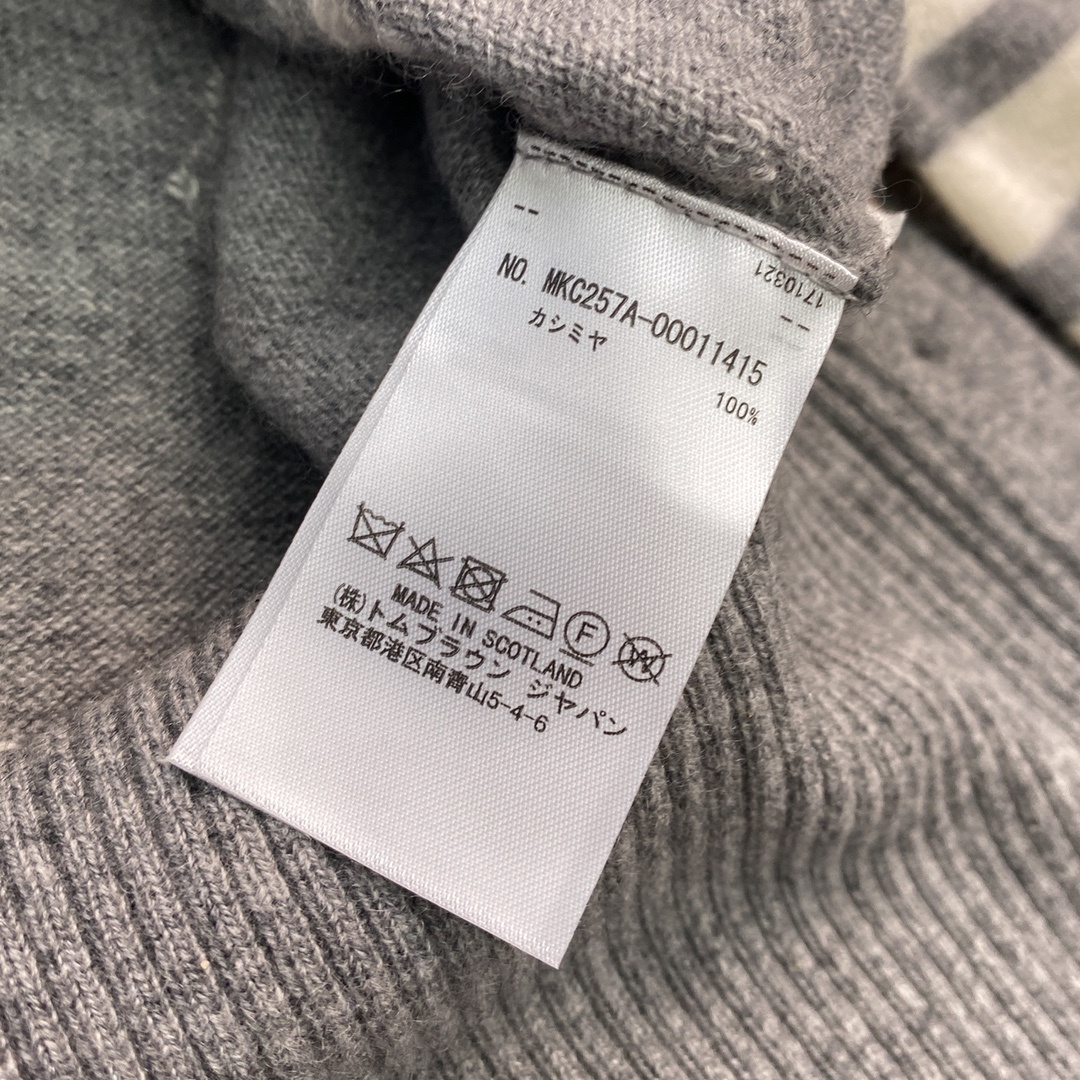 --
1710321
--
NO. MKC257A-00011415
カシミヤ
100%
F
W
MADE IN SCOTLAND
(株)トムブラウン ジャパン
東京都港区南青山5-4-6